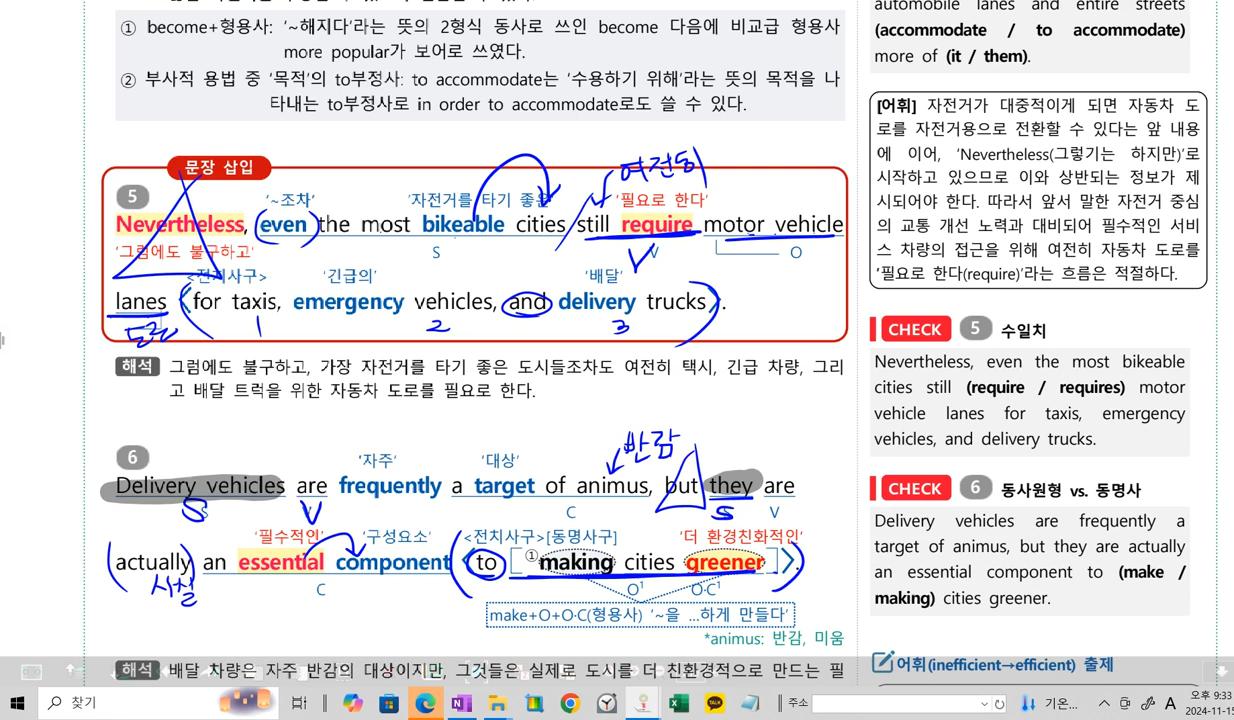 ① become+형용사: '~해지다'라는 뜻의 2형식 동사로 쓰인 become 다음에 비교급 형용사
more popular가 보어로 쓰였다.
② 부사적 용법 중 '목적'의 to부정사: to accommodate는 '수용하기 위해'라는 뜻의 목적을 나
타내는 to부정사로 in order to accommodate로도 쓸 수 있다.
문장 삽입
여전히
5
'~조차' '자전거를 타기 좋은' '필요로 한다'
Nevertheless, even the most bikeable cities still require motor vehicle
'그럼에도 불구하고' S V O
<전치사구> '긴급의' '배달'
lanes (for taxis, emergency vehicles, and delivery trucks).
도로 1 2 3
해석 그럼에도 불구하고, 가장 자전거를 타기 좋은 도시들조차도 여전히 택시, 긴급 차량, 그리
고 배달 트럭을 위한 자동차 도로를 필요로 한다.
반감
6
'자주' '대상'
Delivery vehicles are frequently a target of animus, but they are
S V C S V
'필수적인' '구성요소' <전치사구>[동명사구] '더 환경친화적인'
actually an essential component <to [①making cities greener]>.
사실 C O¹ O·C¹
make+O+O·C(형용사) '~을 …하게 만들다'
*animus: 반감, 미움
해석 배달 차량은 자주 반감의 대상이지만, 그것들은 실제로 도시를 더 친환경적으로 만드는 필
automobile lanes and entire streets
(accommodate / to accommodate)
more of (it / them).
[어휘] 자전거가 대중적이게 되면 자동차 도
로를 자전거용으로 전환할 수 있다는 앞 내용
에 이어, 'Nevertheless(그렇기는 하지만)'로
시작하고 있으므로 이와 상반되는 정보가 제
시되어야 한다. 따라서 앞서 말한 자전거 중심
의 교통 개선 노력과 대비되어 필수적인 서비
스 차량의 접근을 위해 여전히 자동차 도로를
'필요로 한다(require)'라는 흐름은 적절하다.
CHECK 5 수일치
Nevertheless, even the most bikeable
cities still (require / requires) motor
vehicle lanes for taxis, emergency
vehicles, and delivery trucks.
CHECK 6 동사원형 vs. 동명사
Delivery vehicles are frequently a
target of animus, but they are actually
an essential component to (make /
making) cities greener.
어휘(inefficient→efficient) 출제
찾기
주소
기온...
A
오후 9:33
2024-11-15